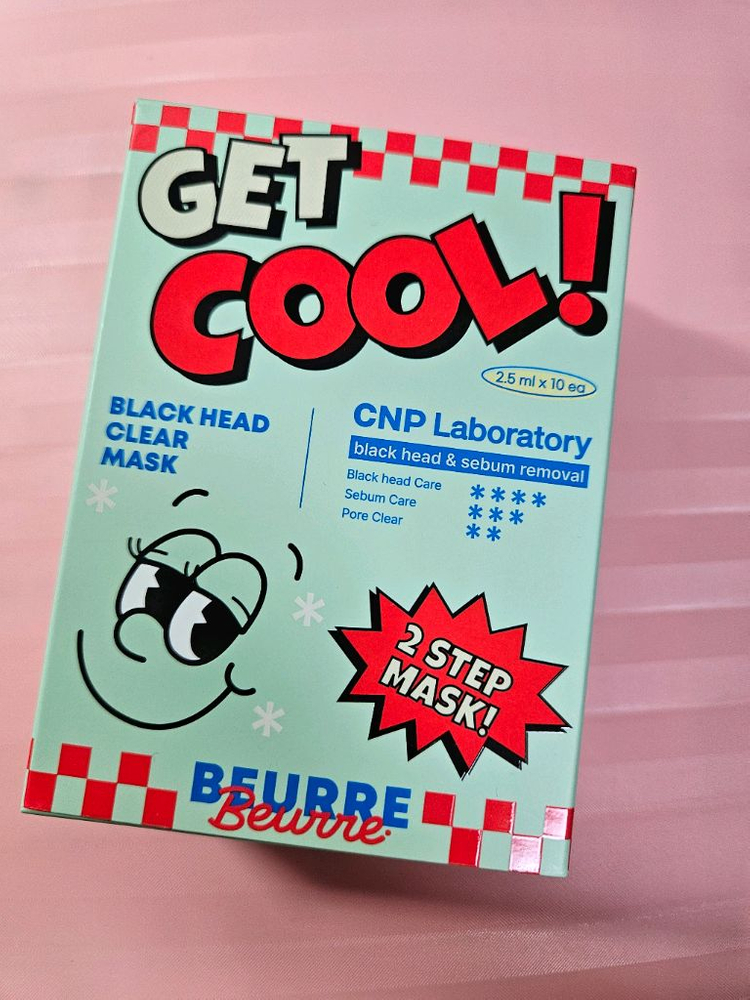 GET
COOL!
2.5 ml x 10 ea
BLACK HEAD
CLEAR
MASK
CNP Laboratory
black head & sebum removal
Black head Care ****
Sebum Care ***
Pore Clear **
2 STEP
MASK!
BEURRE
Beurre